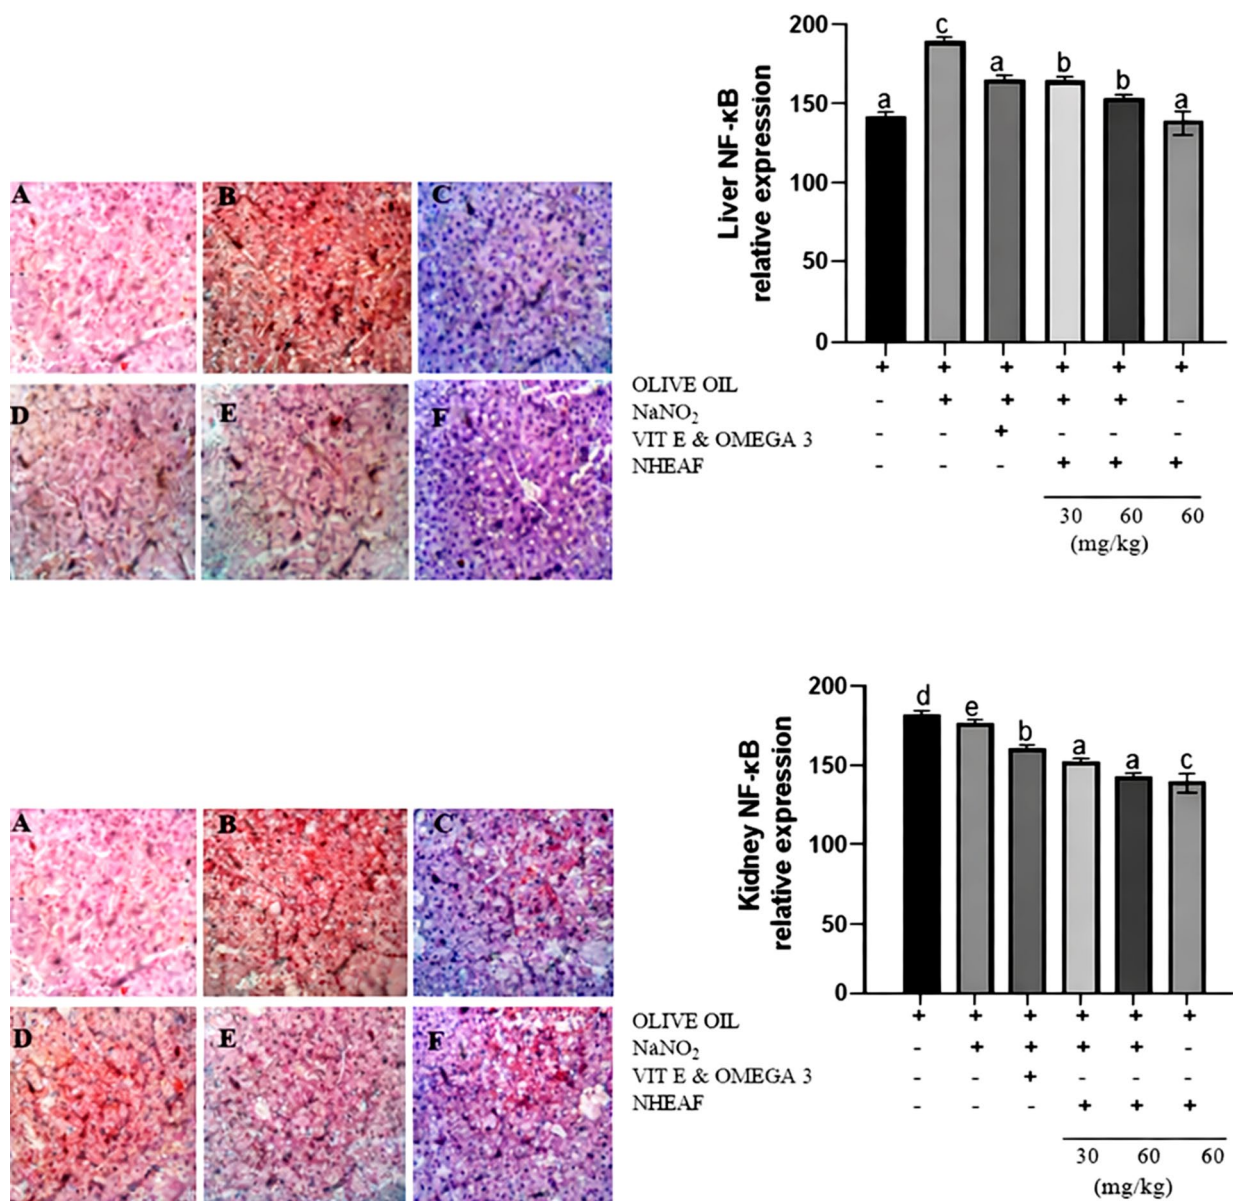 A B C
D E F
Liver NF-κB
relative expression
200
150
100
50
0
a c a b b a
+ + + + + +
OLIVE OIL
- + + + + -
NaNO₂
- - + - - -
VIT E & OMEGA 3
- - - + + +
NHEAF
30 60 60
(mg/kg)
A B C
D E F
Kidney NF-κB
relative expression
200
150
100
50
0
d e b a a c
OLIVE OIL + + + + + +
NaNO₂ - + + + + -
VIT E & OMEGA 3 - - + - - -
NHEAF - - - + + +
30 60 60
(mg/kg)